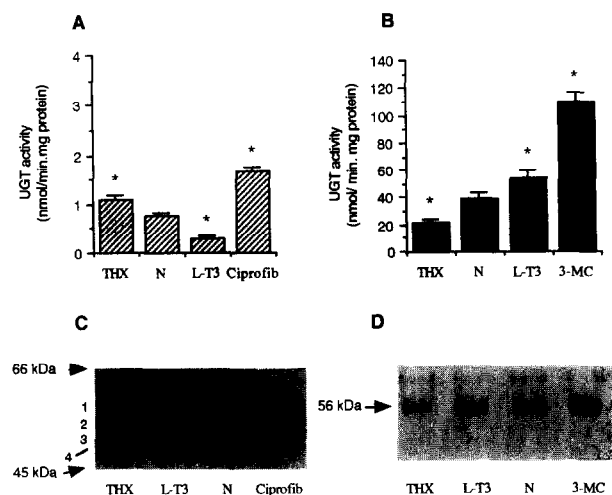 A
UGT activity
(nmol/min.mg protein)
4
3
2
1
0
*
*
*
THX N L-T3 Ciprofib
B
UGT activity
(nmol/ min. mg protein)
140
120
100
80
60
40
20
0
*
*
*
THX N L-T3 3-MC
C
66 kDa
1
2
3
4
45 kDa
THX L-T3 N Ciprofib
D
56 kDa
THX L-T3 N 3-MC